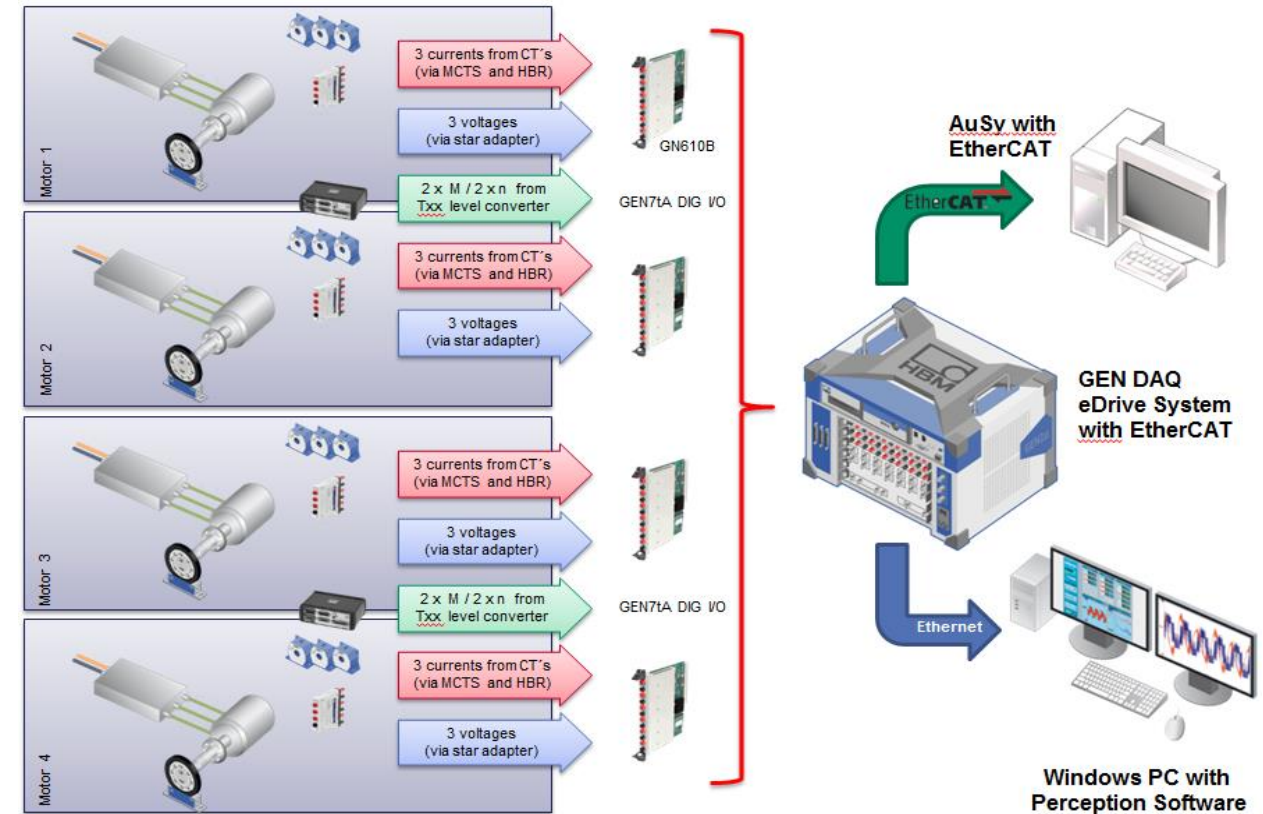 Motor 1
3 currents from CT´s
(via MCTS and HBR)
3 voltages
(via star adapter)
GN610B
2 x M / 2 x n from
Txx level converter
GEN7tA DIG I/O
Motor 2
3 currents from CT´s
(via MCTS and HBR)
3 voltages
(via star adapter)
Motor 3
3 currents from CT´s
(via MCTS and HBR)
3 voltages
(via star adapter)
2 x M / 2 x n from
Txx level converter
GEN7tA DIG I/O
Motor 4
3 currents from CT´s
(via MCTS and HBR)
3 voltages
(via star adapter)
AuSy with
EtherCAT
EtherCAT
HBM
GEN DAQ
eDrive System
with EtherCAT
Ethernet
Windows PC with
Perception Software